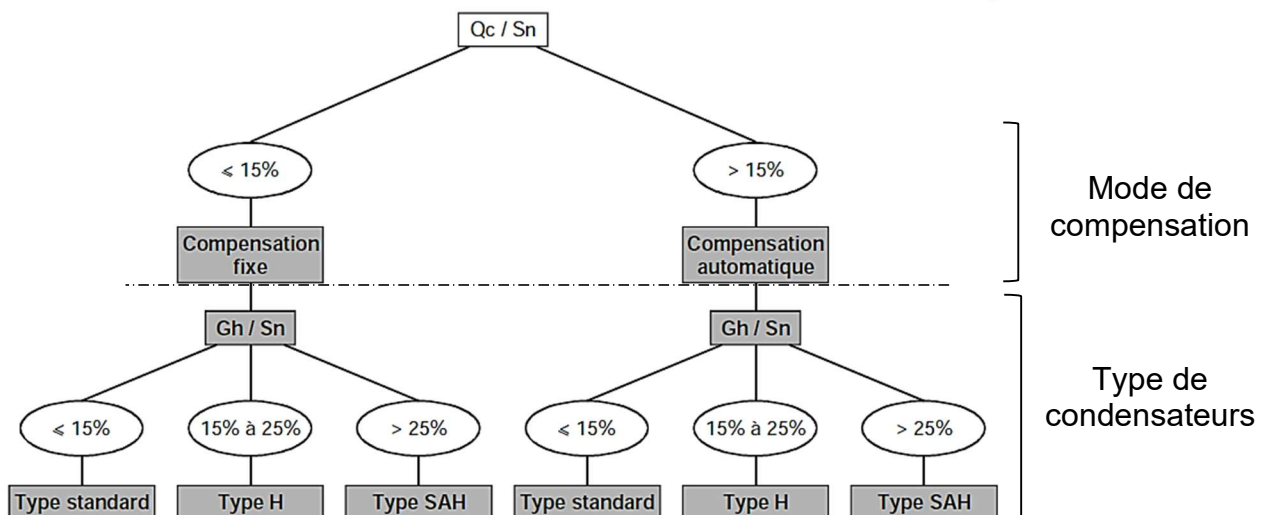 Qc / Sn
⩽ 15%
> 15%
Mode de
compensation
Compensation
fixe
Compensation
automatique
Gh / Sn
Gh / Sn
Type de
condensateurs
⩽ 15%
15% à 25%
> 25%
⩽ 15%
15% à 25%
> 25%
Type standard
Type H
Type SAH
Type standard
Type H
Type SAH